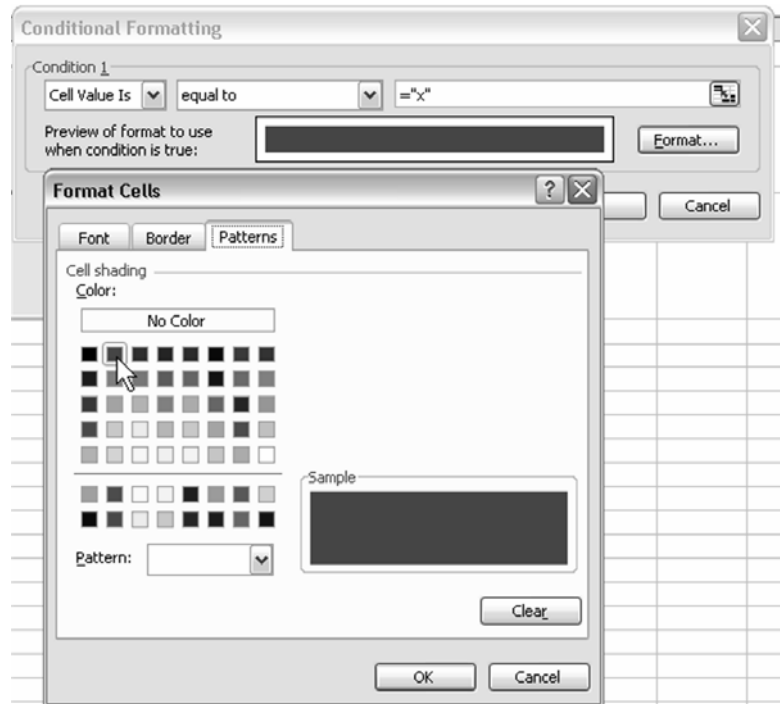 Conditional Formatting
Condition 1
Cell Value Is
equal to
="x"
Preview of format to use
when condition is true:
Format...
Cancel
Format Cells
?
Font
Border
Patterns
Cell shading
Color:
No Color
Sample
Pattern:
Clear
OK
Cancel